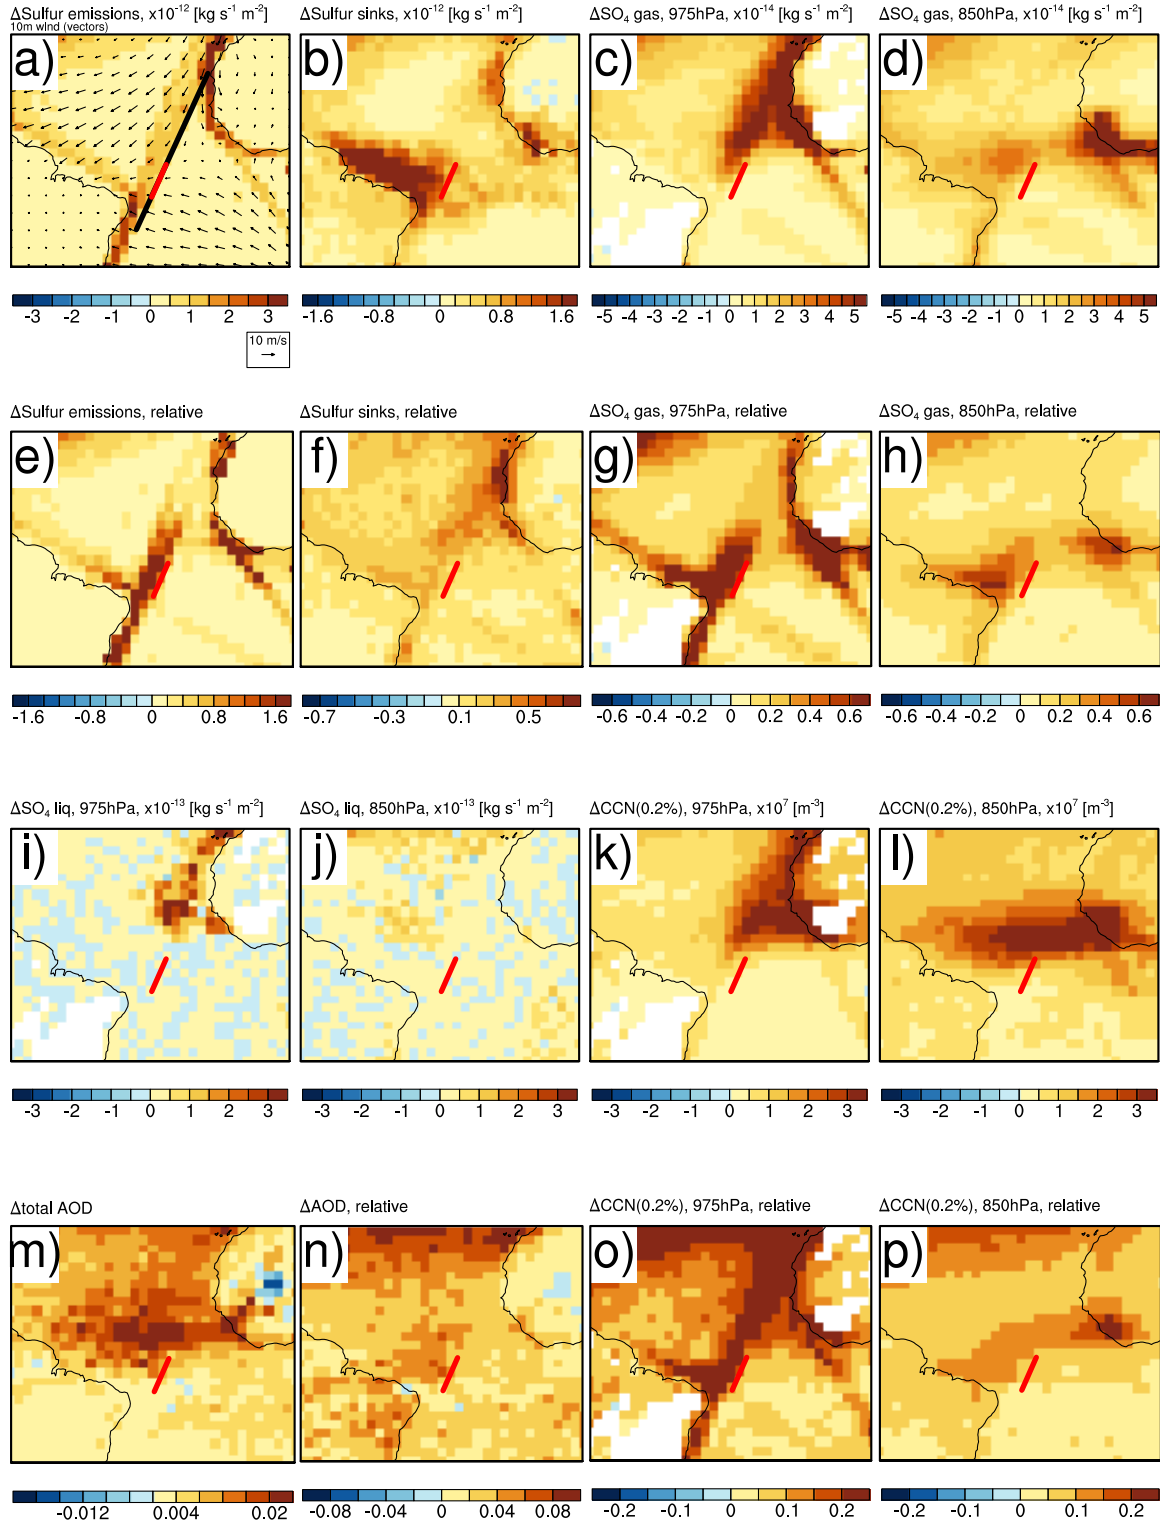 ΔSulfur emissions, x10⁻¹² [kg s⁻¹ m⁻²]
10m wind (vectors)
a)
-3 -2 -1 0 1 2 3
10 m/s
ΔSulfur sinks, x10⁻¹² [kg s⁻¹ m⁻²]
b)
-1.6 -0.8 0 0.8 1.6
ΔSO₄ gas, 975hPa, x10⁻¹⁴ [kg s⁻¹ m⁻²]
c)
-5 -4 -3 -2 -1 0 1 2 3 4 5
ΔSO₄ gas, 850hPa, x10⁻¹⁴ [kg s⁻¹ m⁻²]
d)
-5 -4 -3 -2 -1 0 1 2 3 4 5
ΔSulfur emissions, relative
e)
-1.6 -0.8 0 0.8 1.6
ΔSulfur sinks, relative
f)
-0.7 -0.3 0.1 0.5
ΔSO₄ gas, 975hPa, relative
g)
-0.6 -0.4 -0.2 0 0.2 0.4 0.6
ΔSO₄ gas, 850hPa, relative
h)
-0.6 -0.4 -0.2 0 0.2 0.4 0.6
ΔSO₄ liq, 975hPa, x10⁻¹³ [kg s⁻¹ m⁻²]
i)
-3 -2 -1 0 1 2 3
ΔSO₄ liq, 850hPa, x10⁻¹³ [kg s⁻¹ m⁻²]
j)
-3 -2 -1 0 1 2 3
ΔCCN(0.2%), 975hPa, x10⁷ [m⁻³]
k)
-3 -2 -1 0 1 2 3
ΔCCN(0.2%), 850hPa, x10⁷ [m⁻³]
l)
-3 -2 -1 0 1 2 3
Δtotal AOD
m)
-0.012 0.004 0.02
ΔAOD, relative
n)
-0.08 -0.04 0 0.04 0.08
ΔCCN(0.2%), 975hPa, relative
o)
-0.2 -0.1 0 0.1 0.2
ΔCCN(0.2%), 850hPa, relative
p)
-0.2 -0.1 0 0.1 0.2